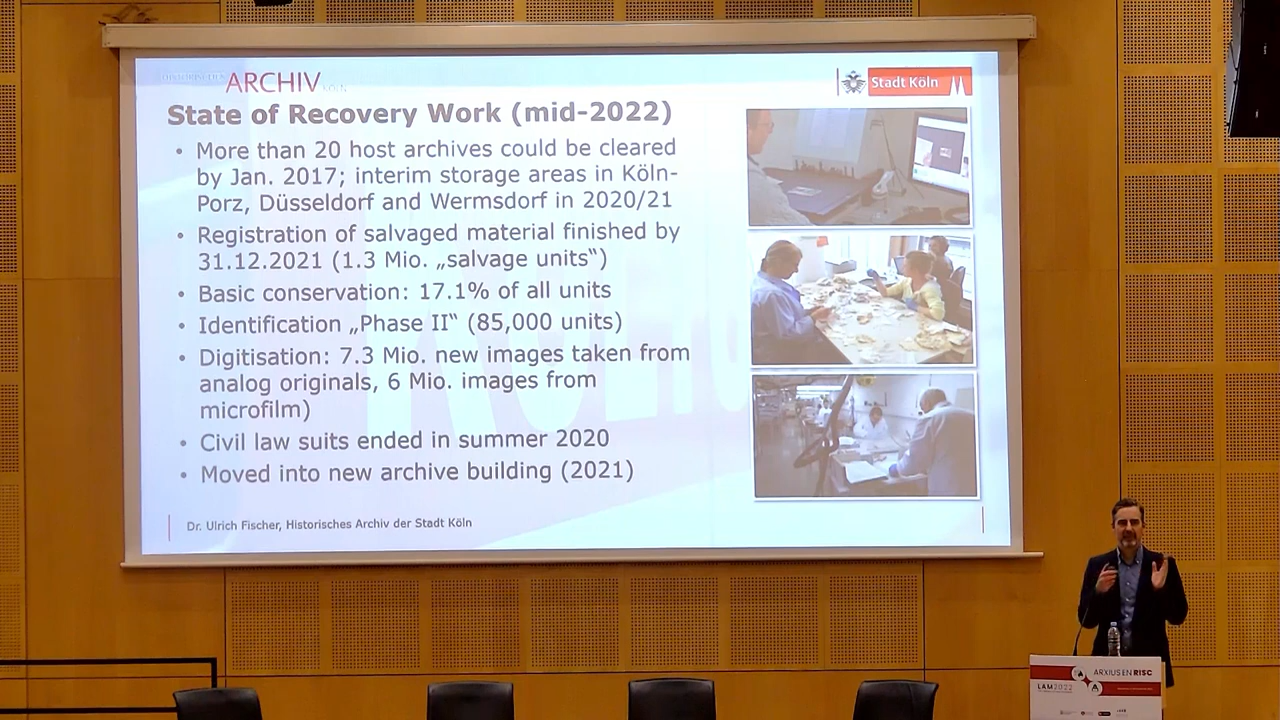 HISTORISCHES ARCHIV KÖLN
Stadt Köln
State of Recovery Work (mid-2022)
• More than 20 host archives could be cleared
by Jan. 2017; interim storage areas in Köln-
Porz, Düsseldorf and Wermsdorf in 2020/21
• Registration of salvaged material finished by
31.12.2021 (1.3 Mio. „salvage units“)
• Basic conservation: 17.1% of all units
• Identification „Phase II“ (85,000 units)
• Digitisation: 7.3 Mio. new images taken from
analog originals, 6 Mio. images from
microfilm)
• Civil law suits ended in summer 2020
• Moved into new archive building (2021)
Dr. Ulrich Fischer, Historisches Archiv der Stadt Köln
ARXIUS EN RISC
LAM2022